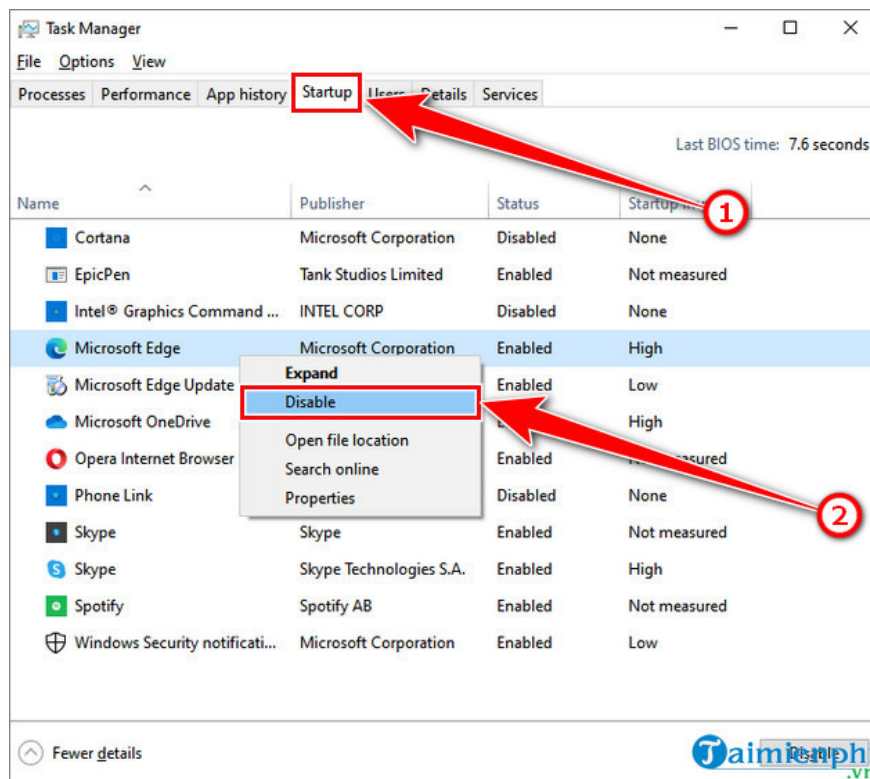 Task Manager
File Options View
Processes Performance App history Startup Users Details Services
Last BIOS time: 7.6 seconds
Name Publisher Status Startup
1
Cortana Microsoft Corporation Disabled None
EpicPen Tank Studios Limited Enabled Not measured
Intel® Graphics Command ... INTEL CORP Disabled None
Microsoft Edge Microsoft Corporation Enabled High
Expand
Microsoft Edge Update Enabled Low
Disable
Microsoft OneDrive High
Open file location
Opera Internet Browser Enabled
Search online
Phone Link Disabled None
Properties
2
Skype Skype Enabled Not measured
Skype Skype Technologies S.A. Enabled High
Spotify Spotify AB Enabled Not measured
Windows Security notificati... Microsoft Corporation Enabled Low
Fewer details
Disable
Taimienphi
.vn